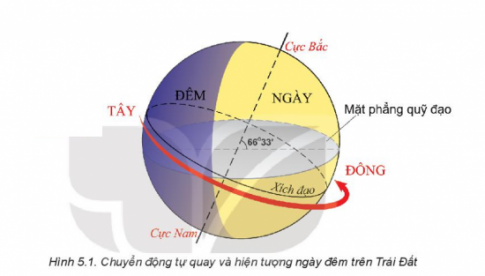 Cực Bắc
ĐÊM
NGÀY
TÂY
Mặt phẳng quỹ đạo
66°33'
ĐÔNG
Xích đạo
Cực Nam
Hình 5.1. Chuyển động tự quay và hiện tượng ngày đêm trên Trái Đất